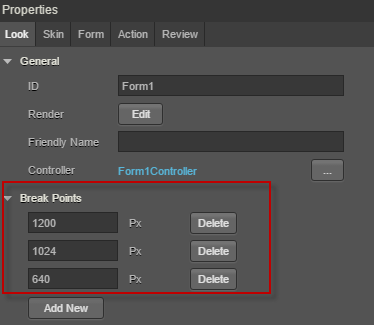 Properties
Look Skin Form Action Review
General
ID Form1
Render Edit
Friendly Name
Controller Form1Controller ...
Break Points
1200 Px Delete
1024 Px Delete
640 Px Delete
Add New